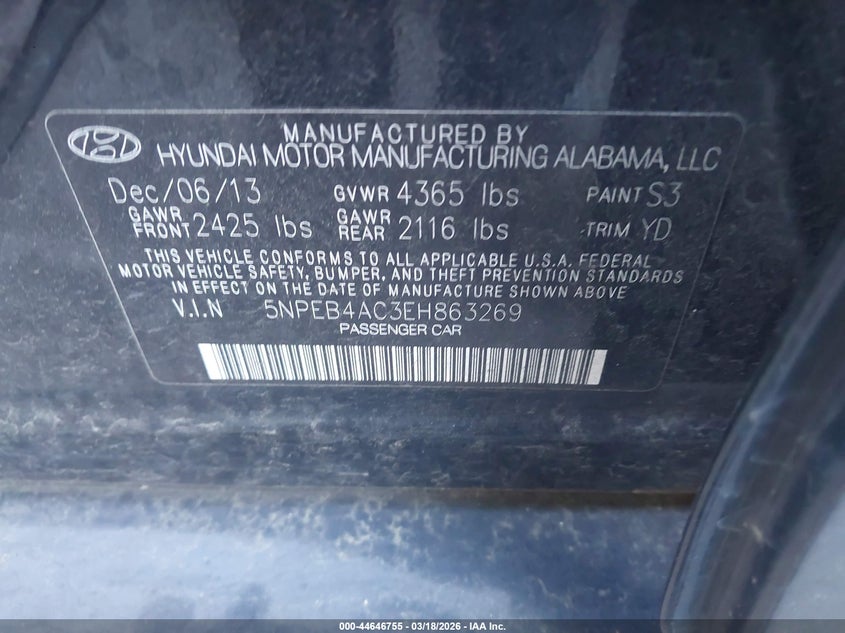 MANUFACTURED BY
HYUNDAI MOTOR MANUFACTURING ALABAMA, LLC
Dec/06/13 GVWR 4365 lbs PAINT S3
GAWR FRONT 2425 lbs GAWR REAR 2116 lbs TRIM YD
THIS VEHICLE CONFORMS TO ALL APPLICABLE U.S.A. FEDERAL
MOTOR VEHICLE SAFETY, BUMPER, AND THEFT PREVENTION STANDARDS
IN EFFECT ON THE DATE OF MANUFACTURE SHOWN ABOVE
V.I.N 5NPEB4AC3EH863269
PASSENGER CAR
000-44646755 - 03/18/2026 - IAA Inc.